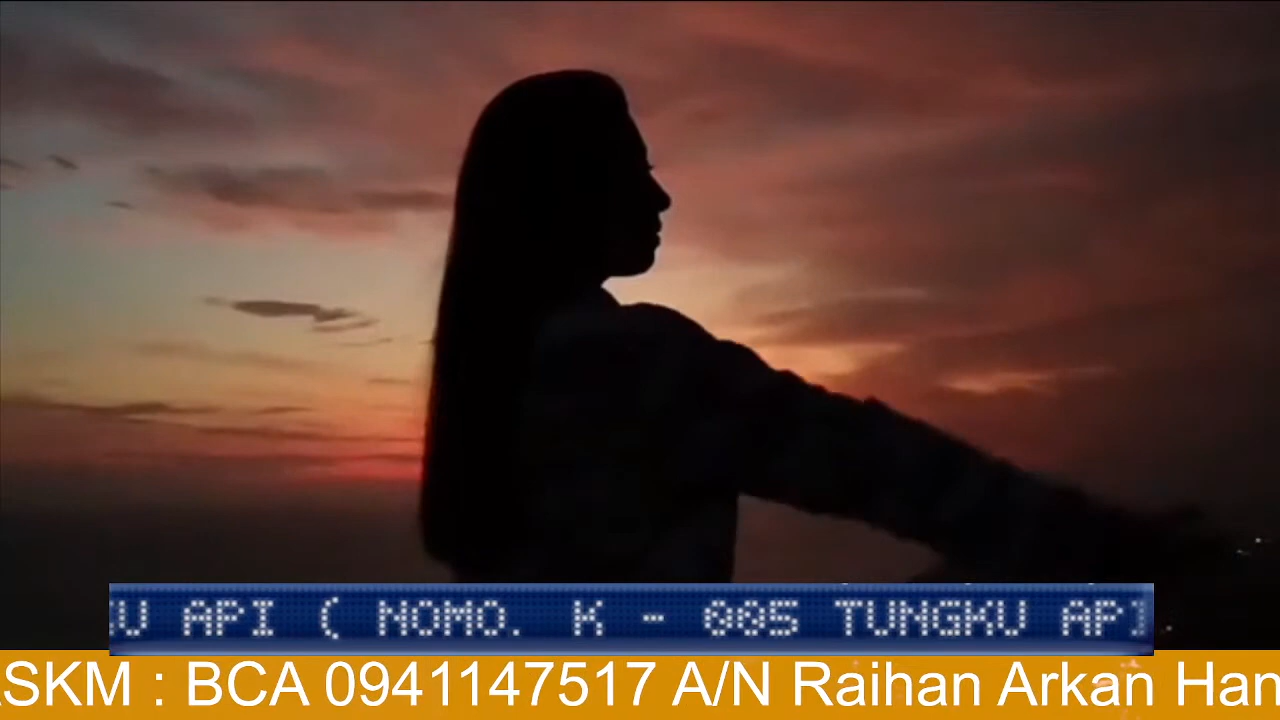 API ( NOMO. K - 005 TUNGKU API
SKM : BCA 0941147517 A/N Raihan Arkan Han